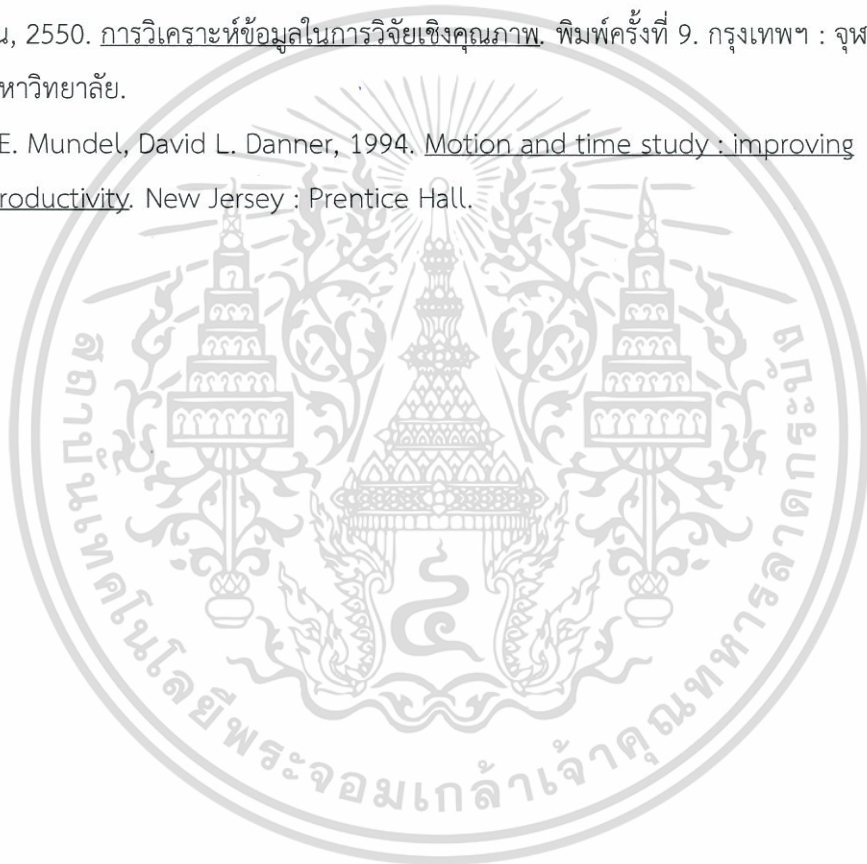 น, 2550. การวิเคราะห์ข้อมูลในการวิจัยเชิงคุณภาพ. พิมพ์ครั้งที่ 9. กรุงเทพฯ : จุฬ
หาวิทยาลัย.
E. Mundel, David L. Danner, 1994. Motion and time study : improving
roductivity. New Jersey : Prentice Hall.
สถาบันเทคโนโลยีพระจอมเกล้าเจ้าคุณทหารลาดกระบัง
๔